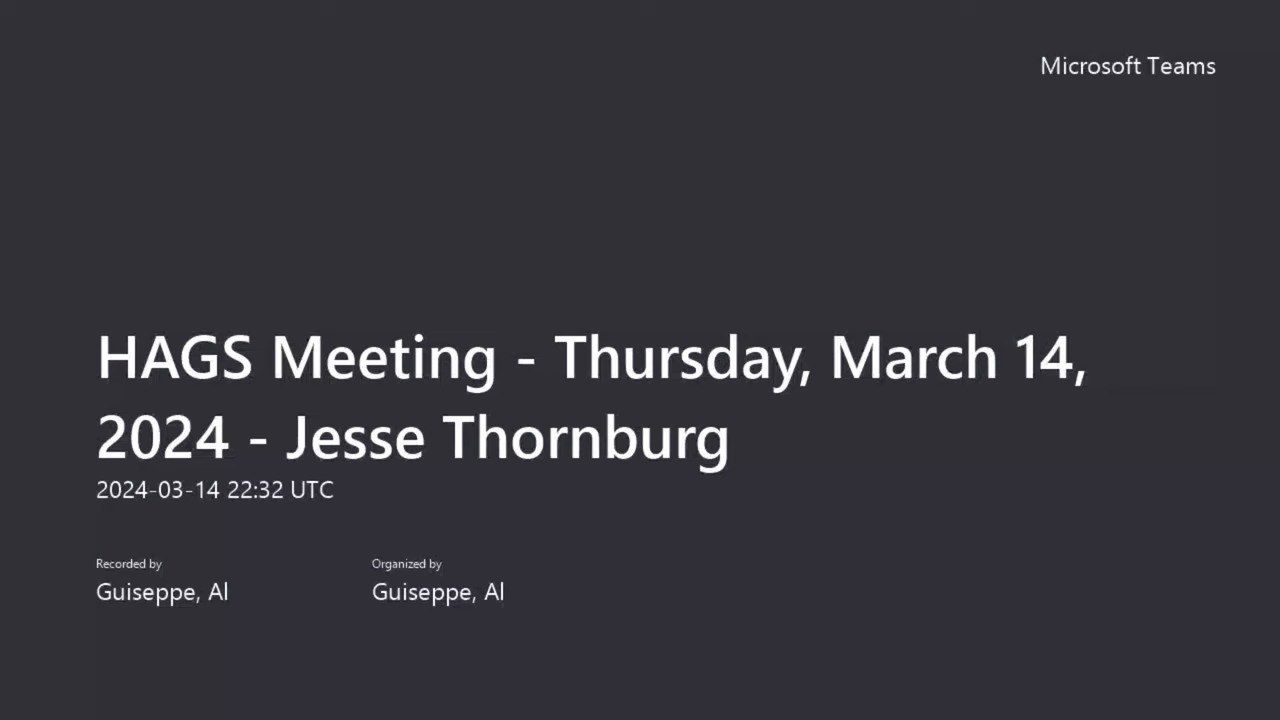 Microsoft Teams
HAGS Meeting - Thursday, March 14,
2024 - Jesse Thornburg
2024-03-14 22:32 UTC
Recorded by
Guiseppe, Al
Organized by
Guiseppe, Al